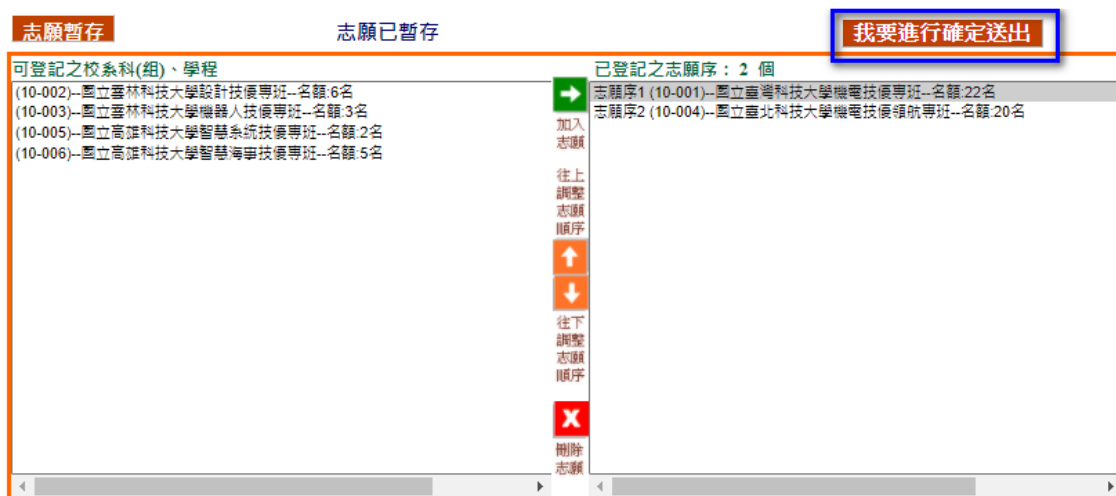 志願暫存
志願已暫存
我要進行確定送出
可登記之校系科(組)、學程
(10-002)--國立雲林科技大學設計技優專班--名額:6名
(10-003)--國立雲林科技大學機器人技優專班--名額:3名
(10-005)--國立高雄科技大學智慧系統技優專班--名額:2名
(10-006)--國立高雄科技大學智慧海事技優專班--名額:5名
加入
志願
往上
調整
志願
順序
往下
調整
志願
順序
X
刪除
志願
已登記之志願序：2 個
志願序1 (10-001)--國立臺灣科技大學機電技優專班--名額:22名
志願序2 (10-004)--國立臺北科技大學機電技優領航專班--名額:20名